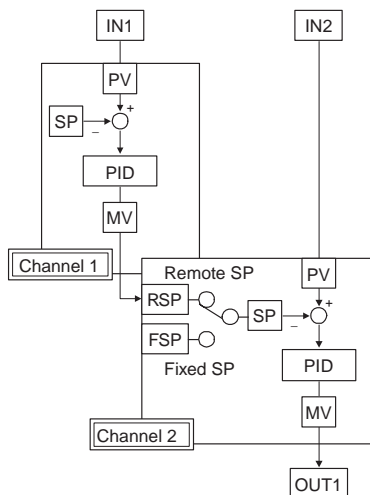 IN1
IN2
PV
+
SP
−
PID
MV
Channel 1
Remote SP
PV
RSP
+
SP
−
FSP
Fixed SP
PID
MV
Channel 2
OUT1